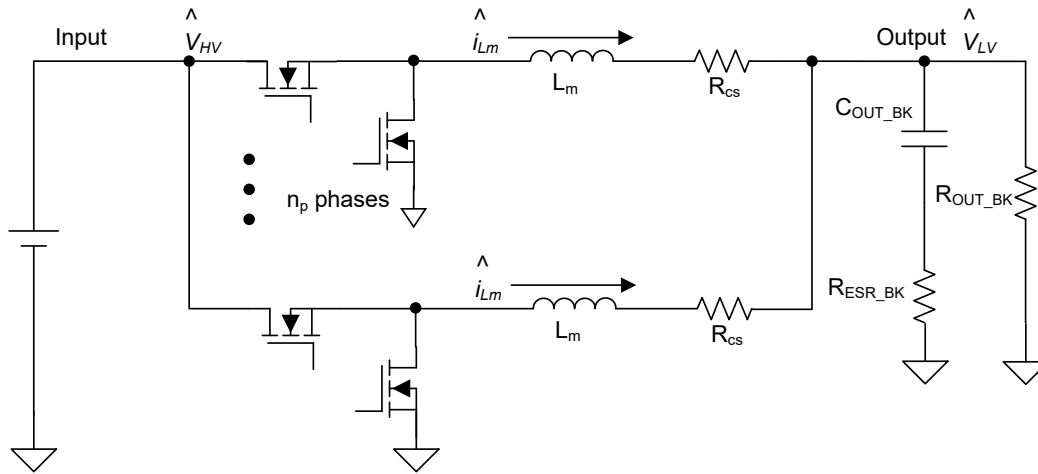 Input
^
V_HV
^
i_Lm
L_m
R_cs
Output
^
V_LV
C_OUT_BK
R_OUT_BK
n_p phases
R_ESR_BK
^
i_Lm
L_m
R_cs